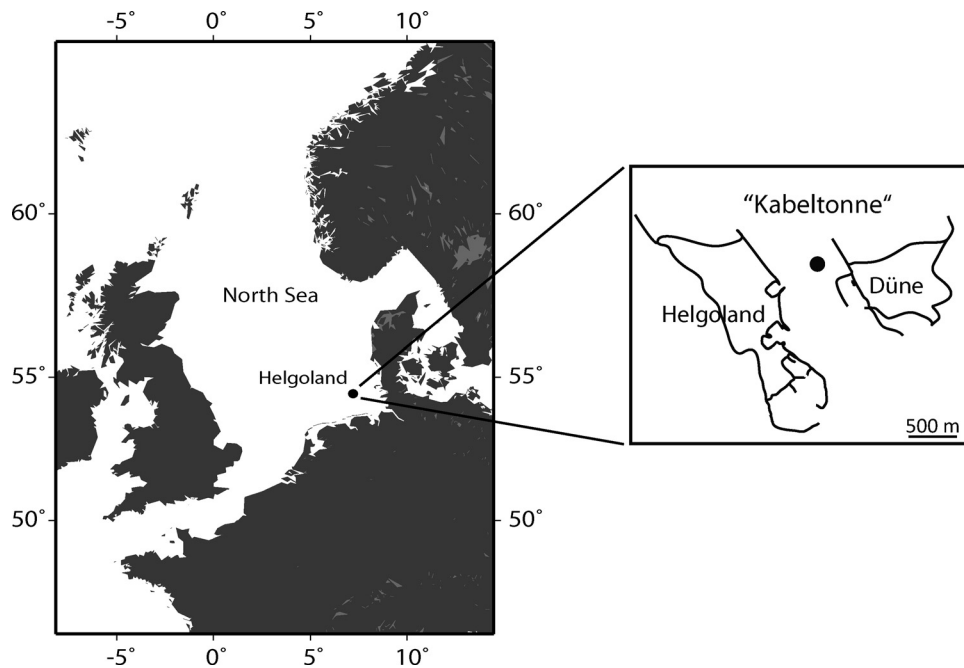 -5° 0° 5° 10°
60° 60°
North Sea
55° 55°
Helgoland
50° 50°
-5° 0° 5° 10°
“Kabeltonne“
Helgoland
Düne
500 m